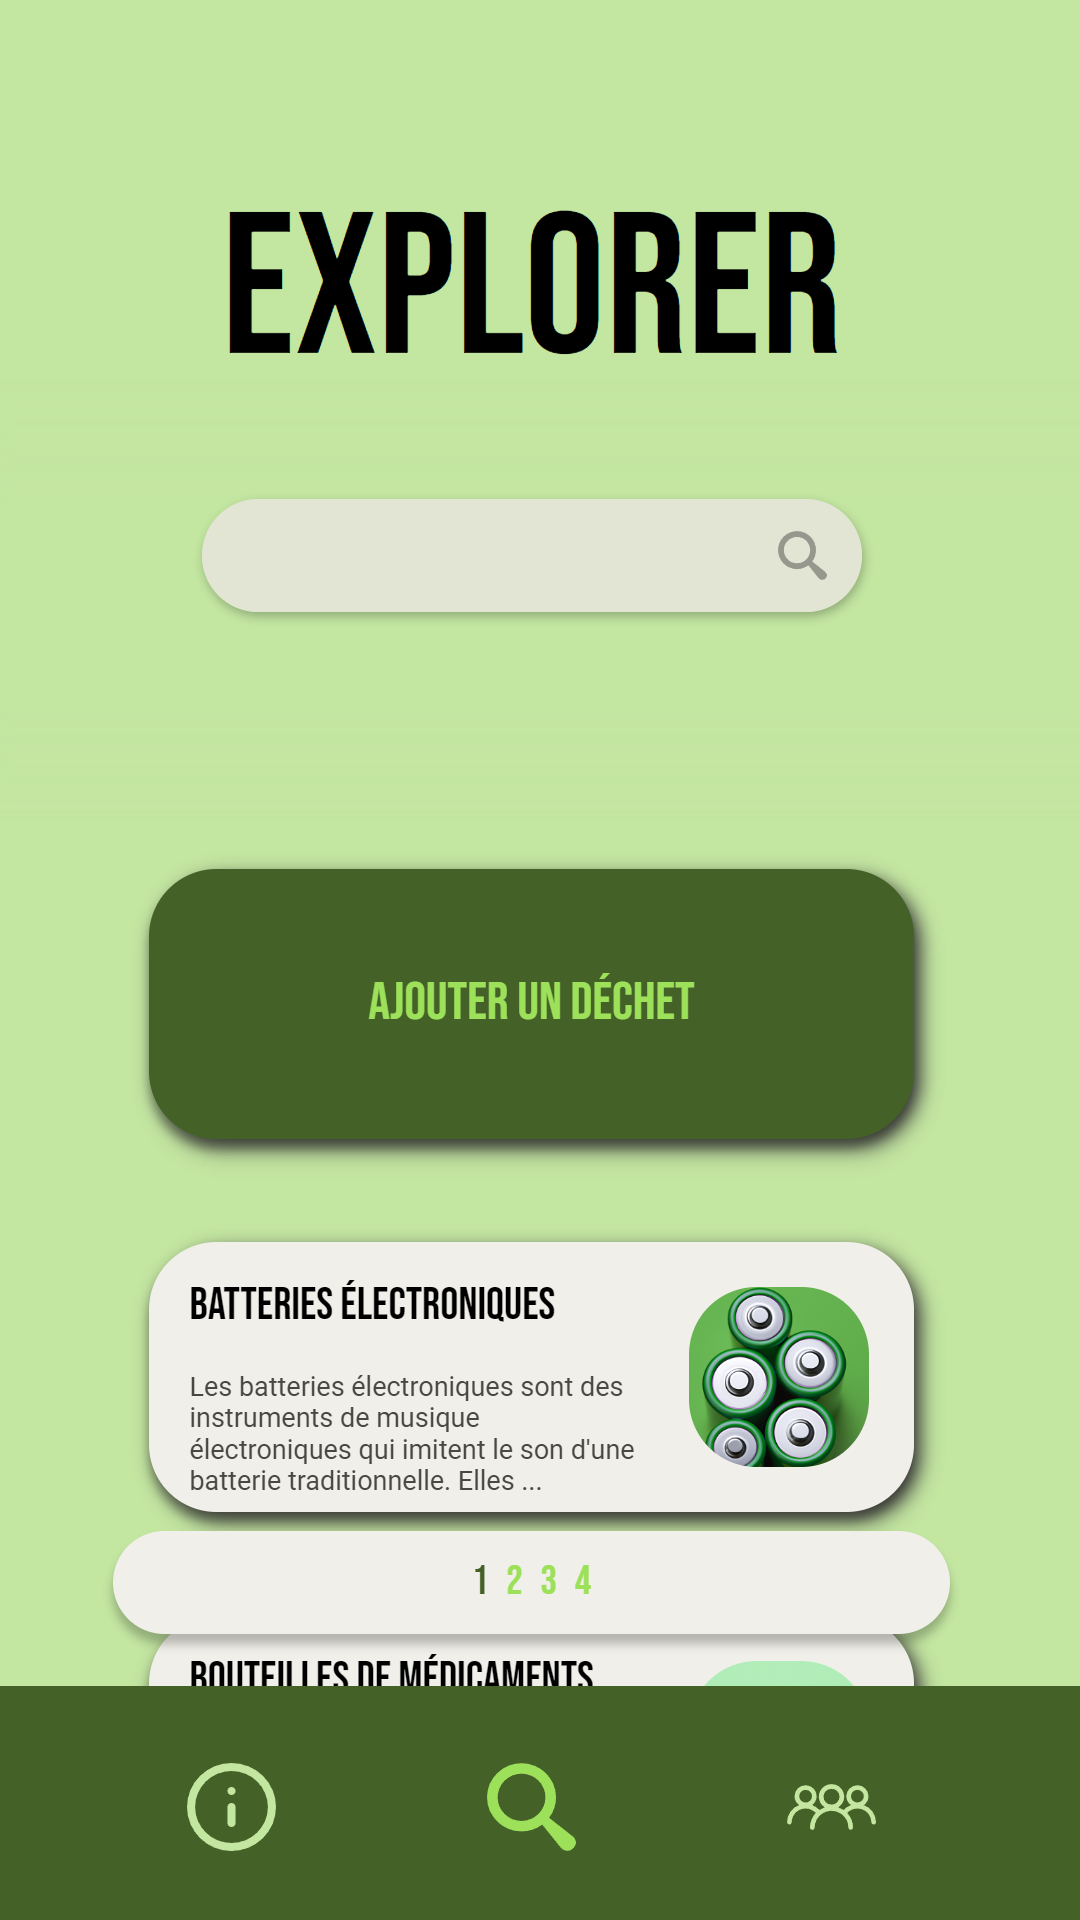 EXPLORER
AJOUTER UN DÉCHET
BATTERIES ÉLECTRONIQUES
Les batteries électroniques sont des
instruments de musique
électroniques qui imitent le son d'une
batterie traditionnelle. Elles ...
1 2 3 4
BOUTEILLES DE MÉDICAMENTS